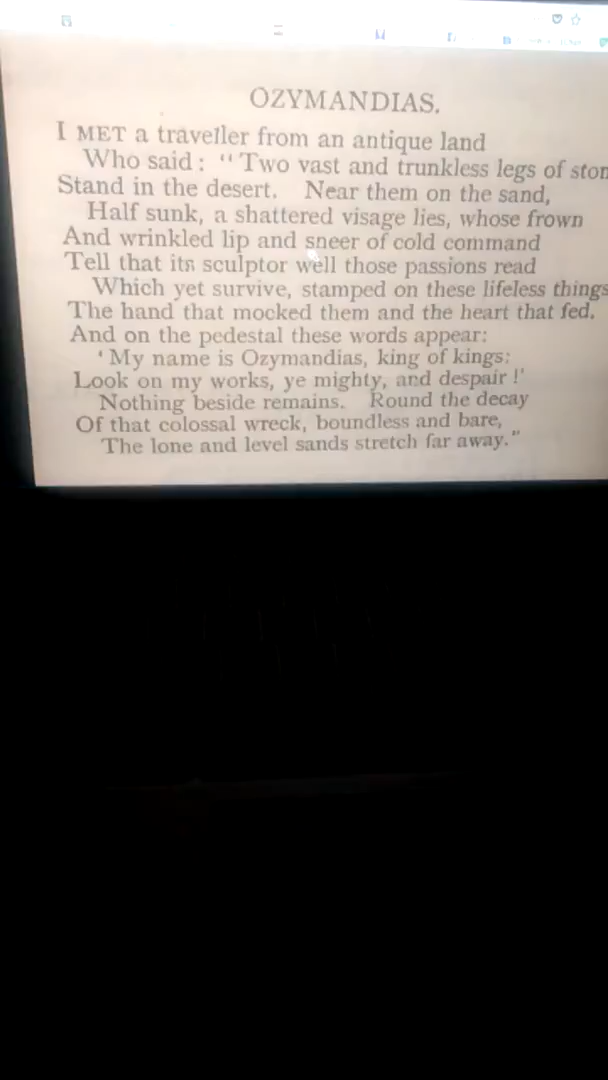 OZYMANDIAS.
I MET a traveller from an antique land
Who said: "Two vast and trunkless legs of ston
Stand in the desert. Near them on the sand,
Half sunk, a shattered visage lies, whose frown
And wrinkled lip and sneer of cold command
Tell that its sculptor well those passions read
Which yet survive, stamped on these lifeless things
The hand that mocked them and the heart that fed.
And on the pedestal these words appear:
'My name is Ozymandias, king of kings:
Look on my works, ye mighty, and despair!'
Nothing beside remains. Round the decay
Of that colossal wreck, boundless and bare,
The lone and level sands stretch far away."